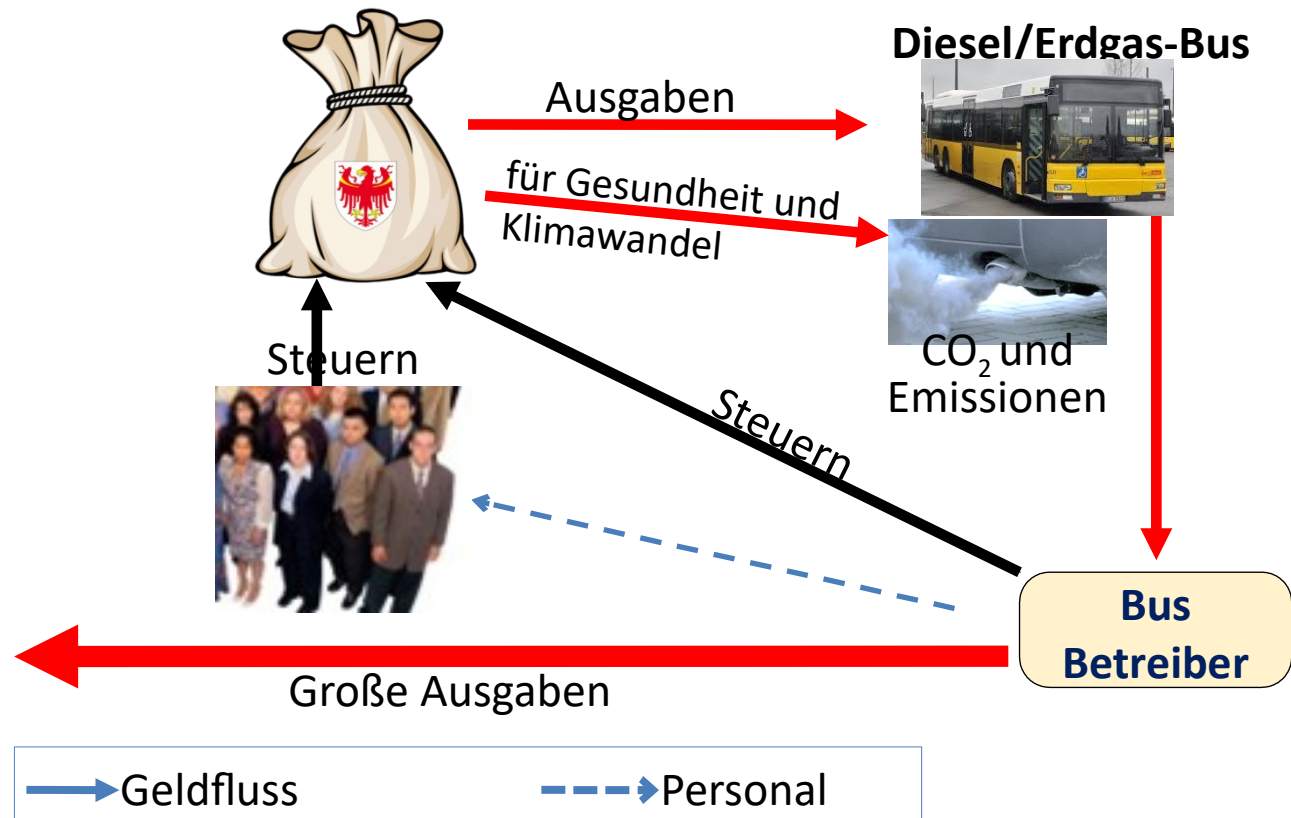 Diesel/Erdgas-Bus
Ausgaben
für Gesundheit und
Klimawandel
Steuern
CO₂ und
Emissionen
Steuern
Bus
Betreiber
Große Ausgaben
Geldfluss
Personal